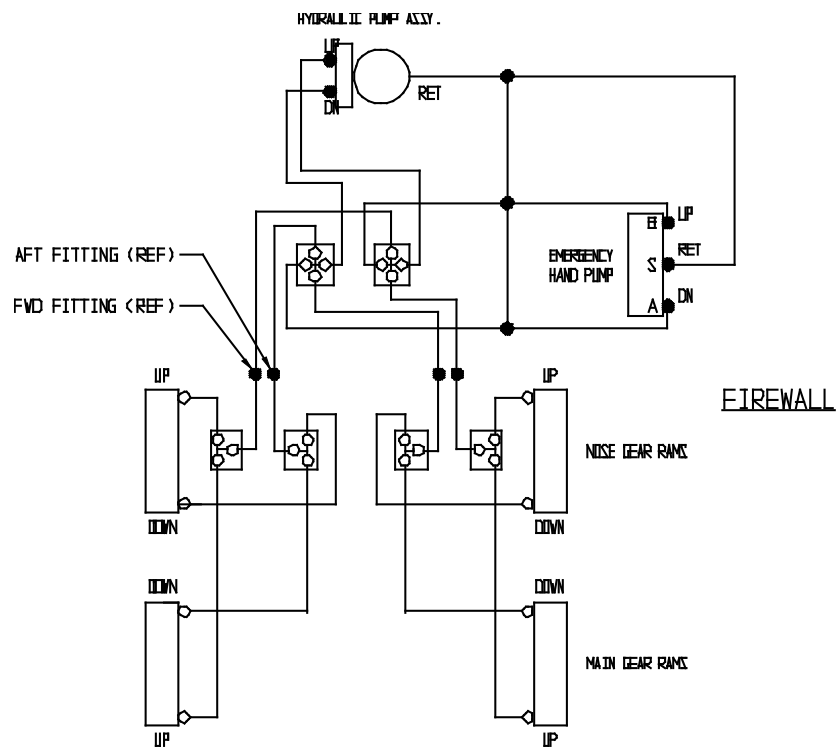 HYDRAULIC PUMP ASSY.
UP
RET
DN
UP
B
RET
EMERGENCY
HAND PUMP
S
DN
A
AFT FITTING (REF)
FWD FITTING (REF)
UP
UP
FIREWALL
NOSE GEAR RAMS
DOWN
DOWN
DOWN
DOWN
MAIN GEAR RAMS
UP
UP